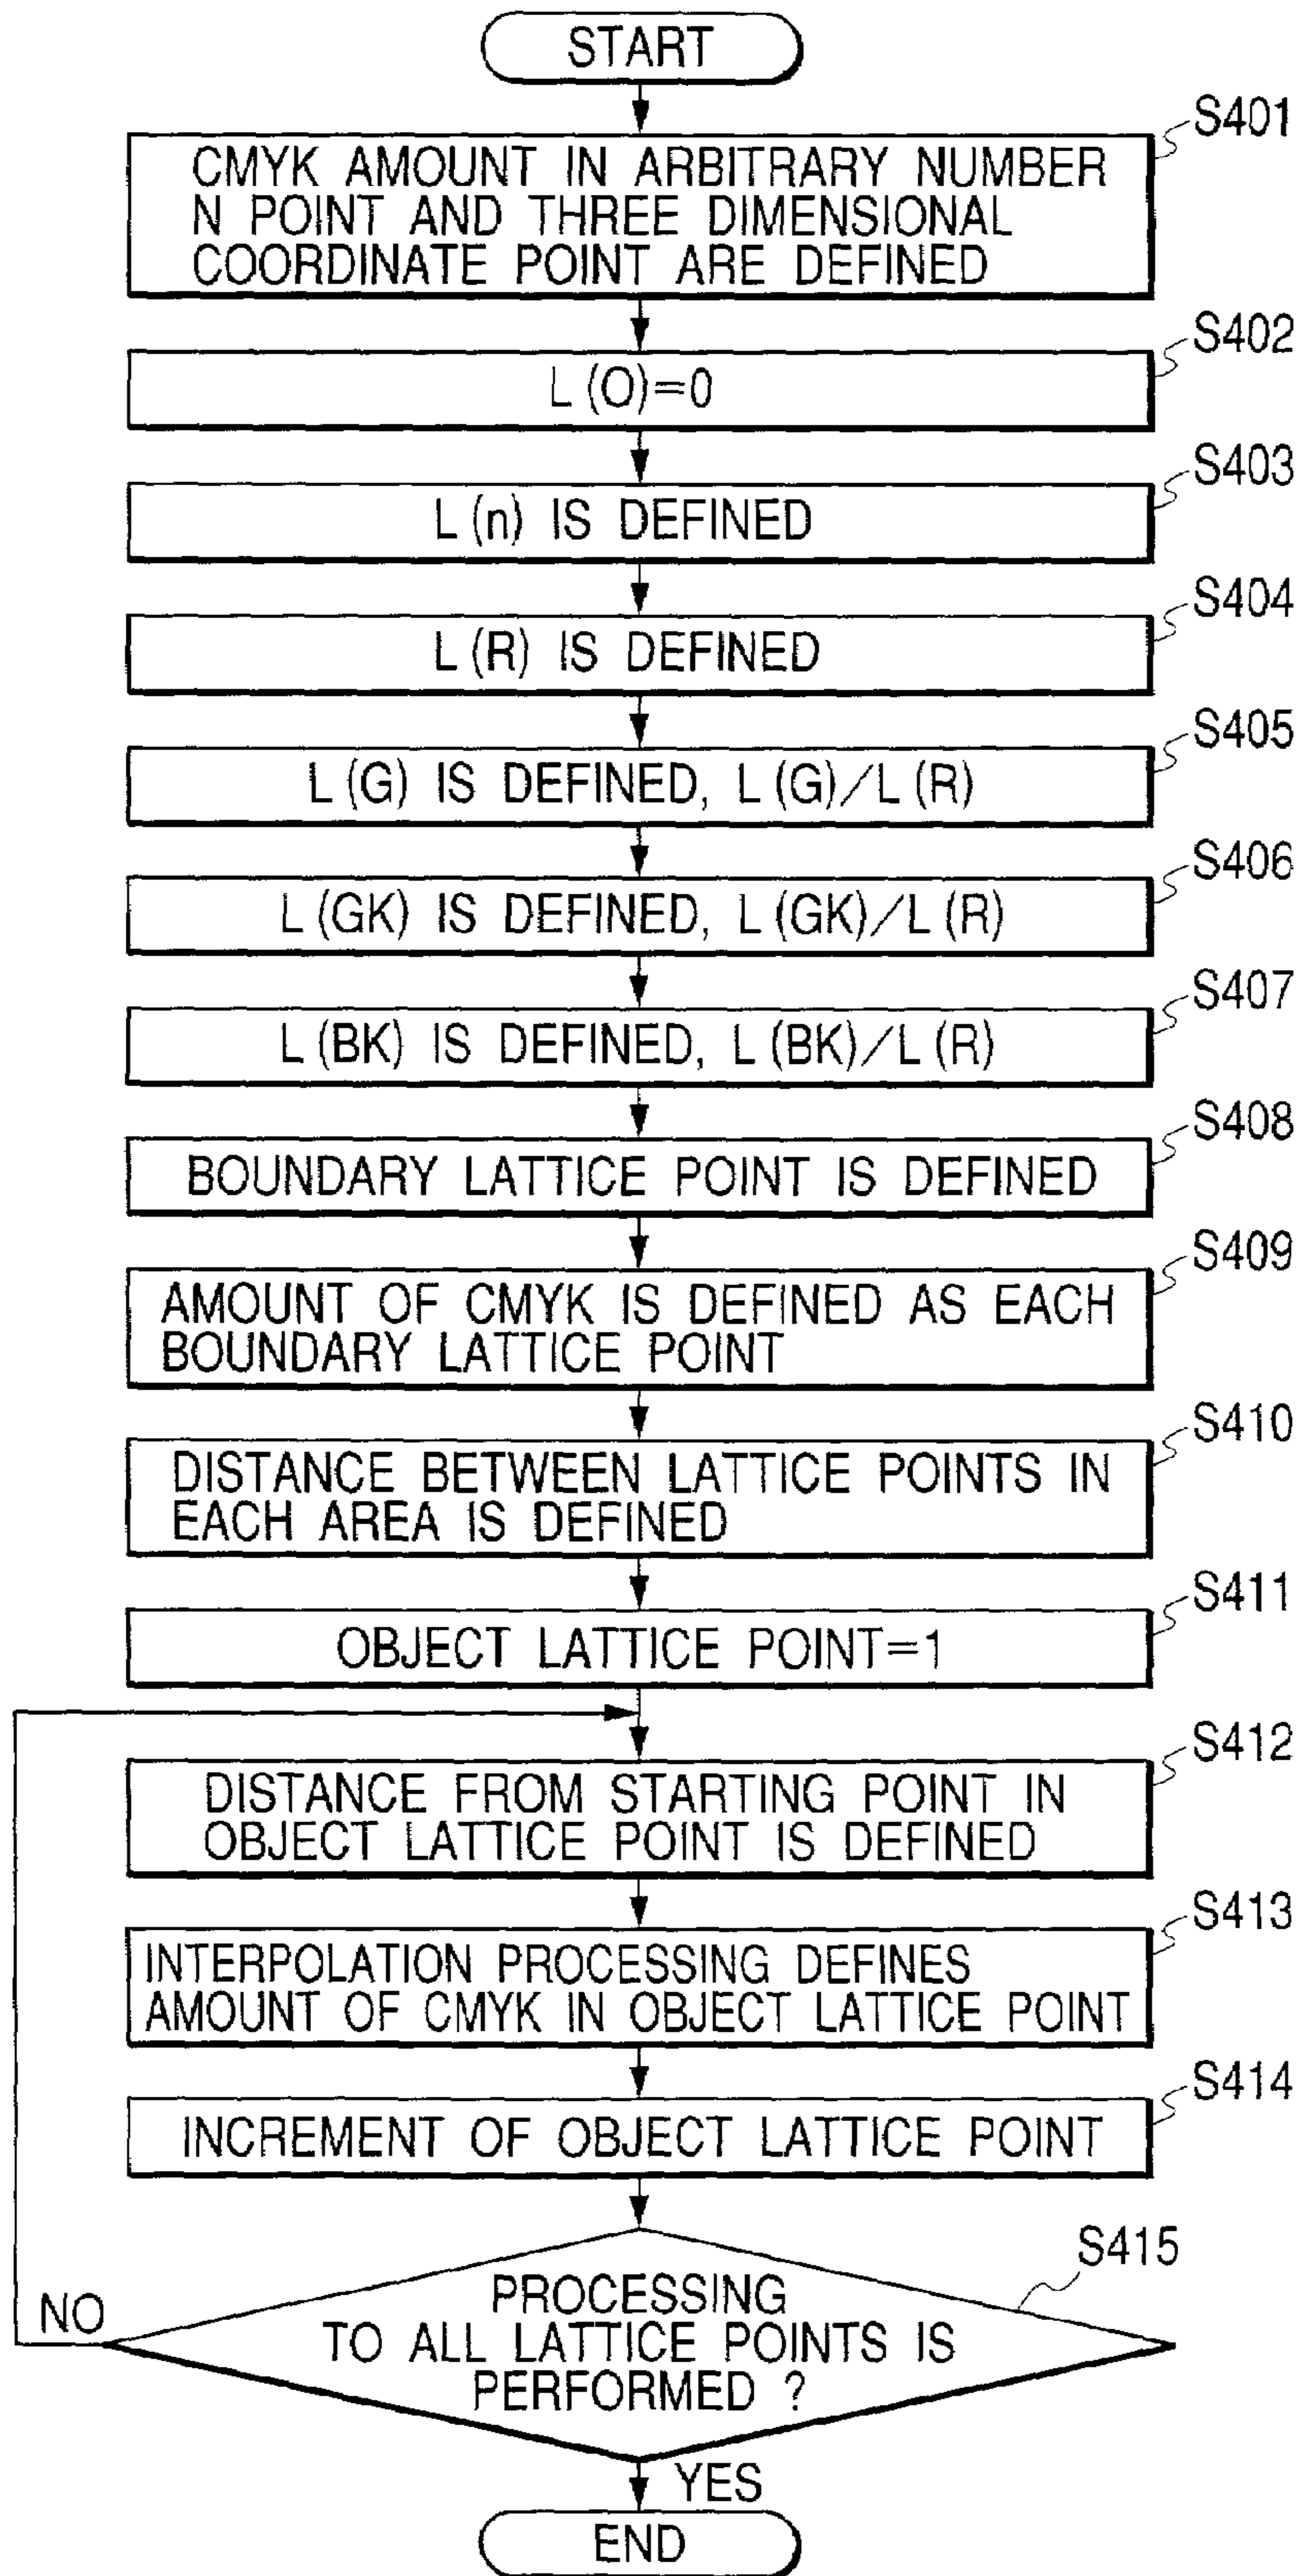 START
S401
CMYK AMOUNT IN ARBITRARY NUMBER
N POINT AND THREE DIMENSIONAL
COORDINATE POINT ARE DEFINED
S402
L(O)=0
S403
L(n) IS DEFINED
S404
L(R) IS DEFINED
S405
L(G) IS DEFINED, L(G)/L(R)
S406
L(GK) IS DEFINED, L(GK)/L(R)
S407
L(BK) IS DEFINED, L(BK)/L(R)
S408
BOUNDARY LATTICE POINT IS DEFINED
S409
AMOUNT OF CMYK IS DEFINED AS EACH
BOUNDARY LATTICE POINT
S410
DISTANCE BETWEEN LATTICE POINTS IN
EACH AREA IS DEFINED
S411
OBJECT LATTICE POINT=1
S412
DISTANCE FROM STARTING POINT IN
OBJECT LATTICE POINT IS DEFINED
S413
INTERPOLATION PROCESSING DEFINES
AMOUNT OF CMYK IN OBJECT LATTICE POINT
S414
INCREMENT OF OBJECT LATTICE POINT
S415
PROCESSING
TO ALL LATTICE POINTS IS
PERFORMED ?
NO
YES
END